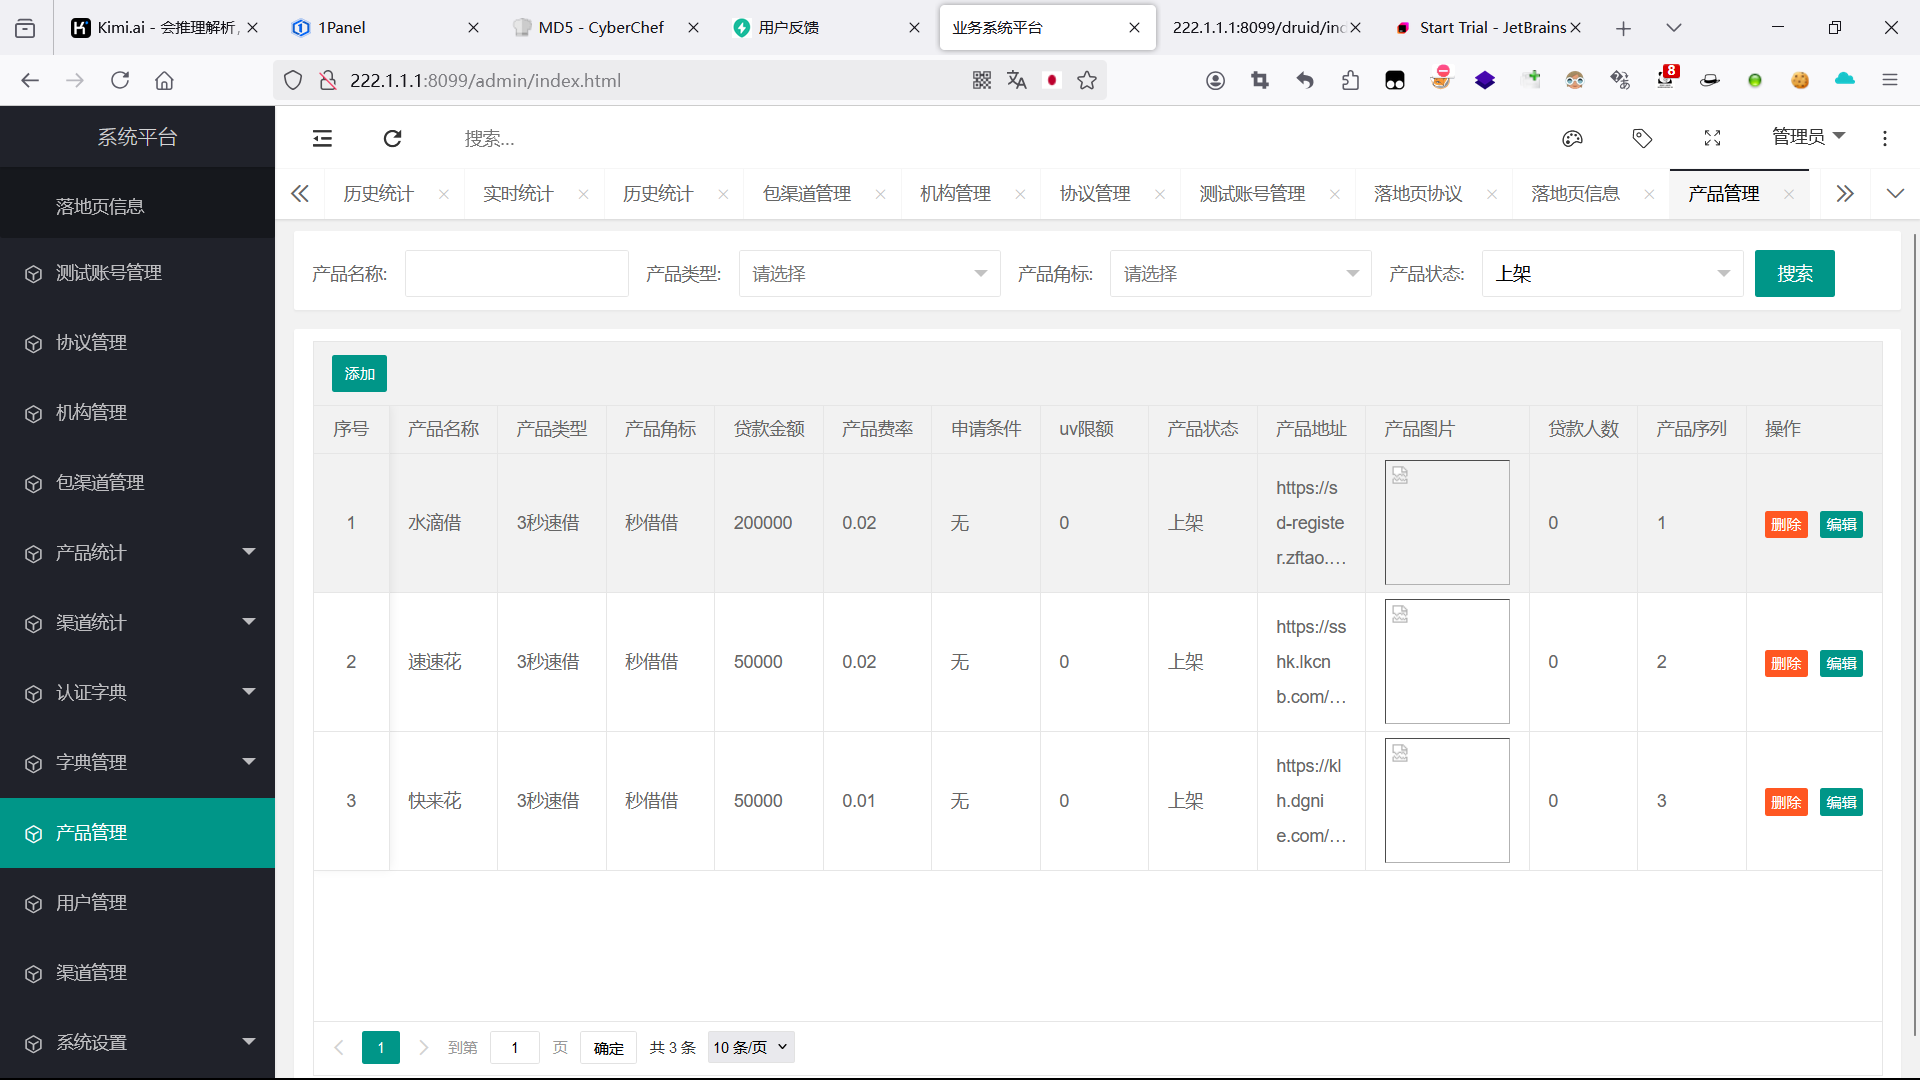 Kimi.ai - 会推理解析,
1Panel
MD5 - CyberChef
用户反馈
业务系统平台
222.1.1.1:8099/druid/ind
Start Trial - JetBrains
222.1.1.1:8099/admin/index.html
8
系统平台
搜索...
管理员
历史统计
实时统计
历史统计
包渠道管理
机构管理
协议管理
测试账号管理
落地页协议
落地页信息
产品管理
落地页信息
测试账号管理
协议管理
机构管理
包渠道管理
产品统计
渠道统计
认证字典
字典管理
产品管理
用户管理
渠道管理
系统设置
产品名称:
产品类型: 请选择
产品角标: 请选择
产品状态: 上架
搜索
添加
序号 产品名称 产品类型 产品角标 贷款金额 产品费率 申请条件 uv限额 产品状态 产品地址 产品图片 贷款人数 产品序列 操作
1 水滴借 3秒速借 秒借借 200000 0.02 无 0 上架
https://s
d-registe
r.zftao.…
0 1 删除 编辑
2 速速花 3秒速借 秒借借 50000 0.02 无 0 上架
https://ss
hk.lkcn
b.com/…
0 2 删除 编辑
3 快来花 3秒速借 秒借借 50000 0.01 无 0 上架
https://kl
h.dgni
e.com/…
0 3 删除 编辑
1 到第 1 页 确定 共 3 条 10 条/页